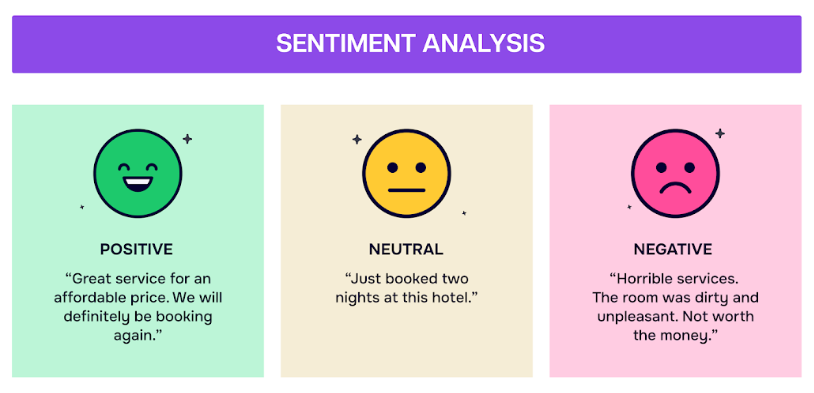 SENTIMENT ANALYSIS
POSITIVE
“Great service for an
affordable price. We will
definitely be booking
again.”
NEUTRAL
“Just booked two
nights at this hotel.”
NEGATIVE
“Horrible services.
The room was dirty and
unpleasant. Not worth
the money.”